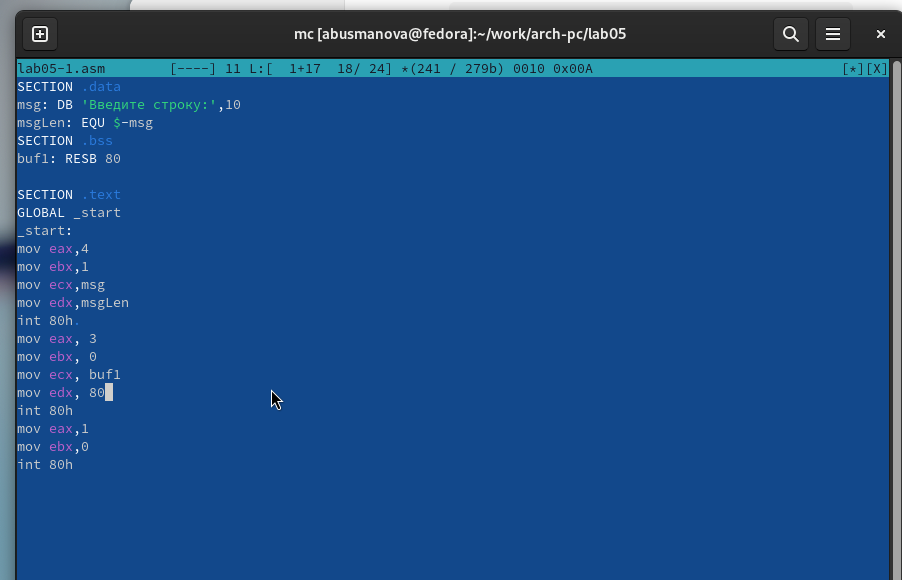 mc [abusmanova@fedora]:~/work/arch-pc/lab05
lab05-1.asm        [----] 11 L:[  1+17  18/ 24] *(241 / 279b) 0010 0x00A                               [*][X]
SECTION .data
msg: DB 'Введите строку:',10
msgLen: EQU $-msg
SECTION .bss
buf1: RESB 80

SECTION .text
GLOBAL _start
_start:
mov eax,4
mov ebx,1
mov ecx,msg
mov edx,msgLen
int 80h.
mov eax, 3
mov ebx, 0
mov ecx, buf1
mov edx, 80
int 80h
mov eax,1
mov ebx,0
int 80h